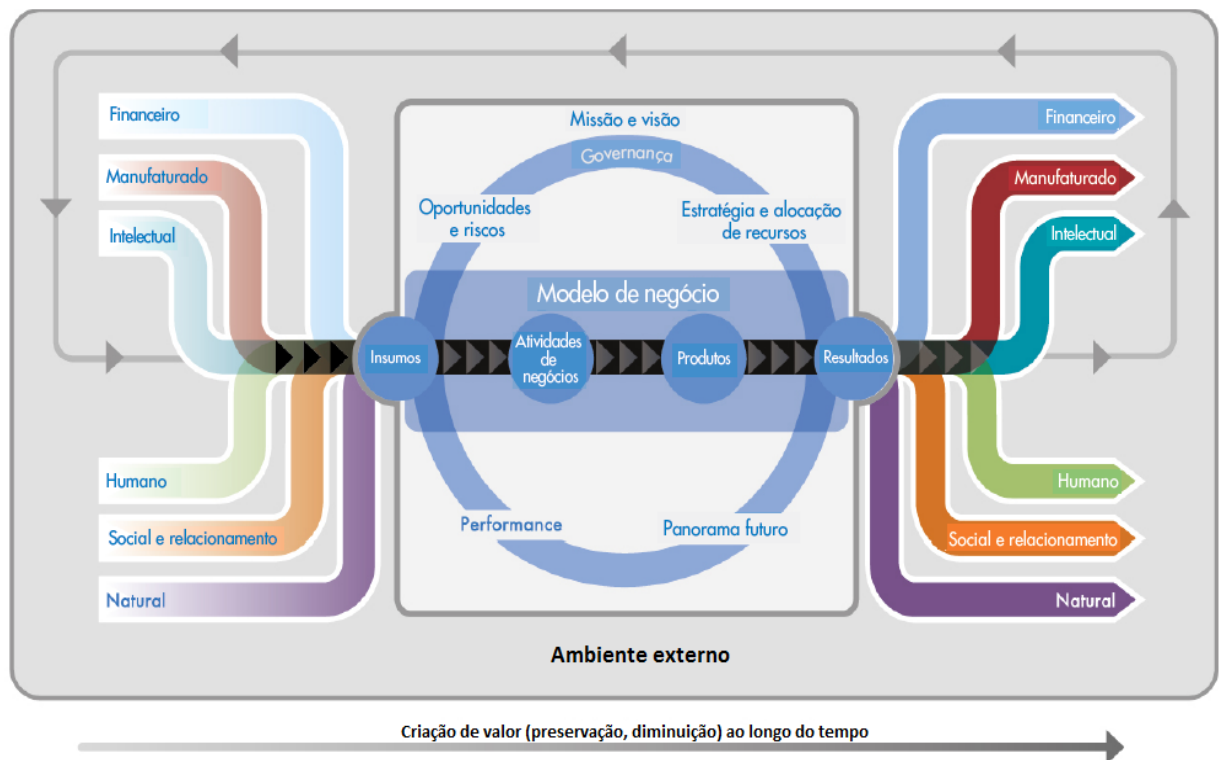 Financeiro
Manufaturado
Intelectual
Humano
Social e relacionamento
Natural
Missão e visão
Governança
Oportunidades
e riscos
Estratégia e alocação
de recursos
Modelo de negócio
Insumos
Atividades
de
negócios
Produtos
Resultados
Performance
Panorama futuro
Financeiro
Manufaturado
Intelectual
Humano
Social e relacionamento
Natural
Ambiente externo
Criação de valor (preservação, diminuição) ao longo do tempo